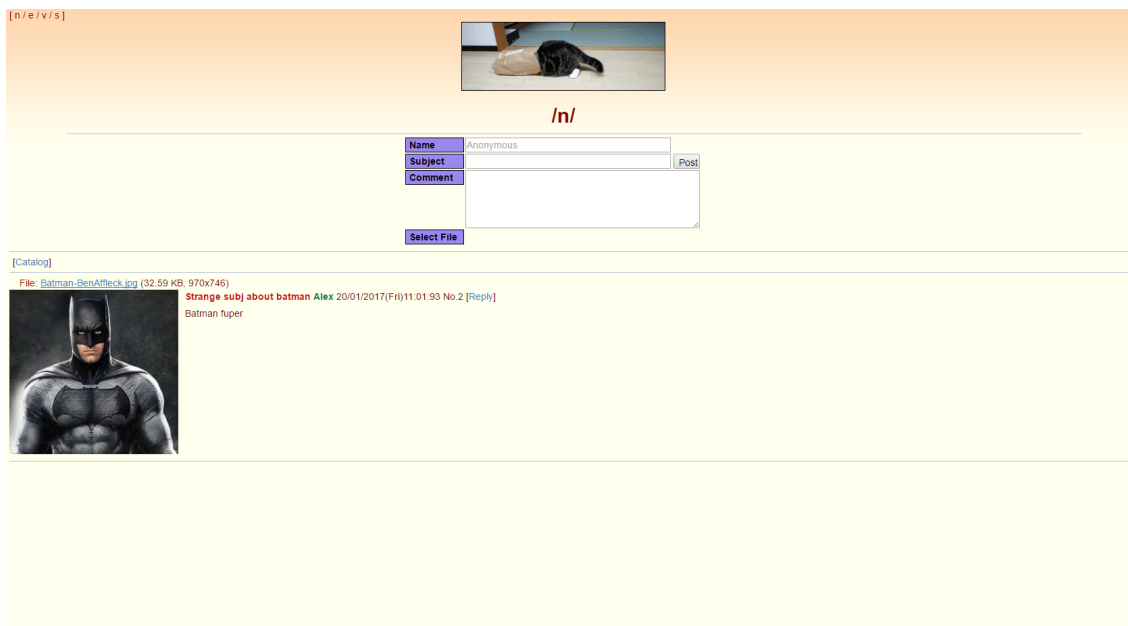 [ n / e / v / s ]
/n/
Name Anonymous
Subject Post
Comment
Select File
[Catalog]
File: Batman-BenAffleck.jpg (32.59 KB, 970x746)
Strange subj about batman Alex 20/01/2017(Fri)11:01:93 No.2 [Reply]
Batman fuper